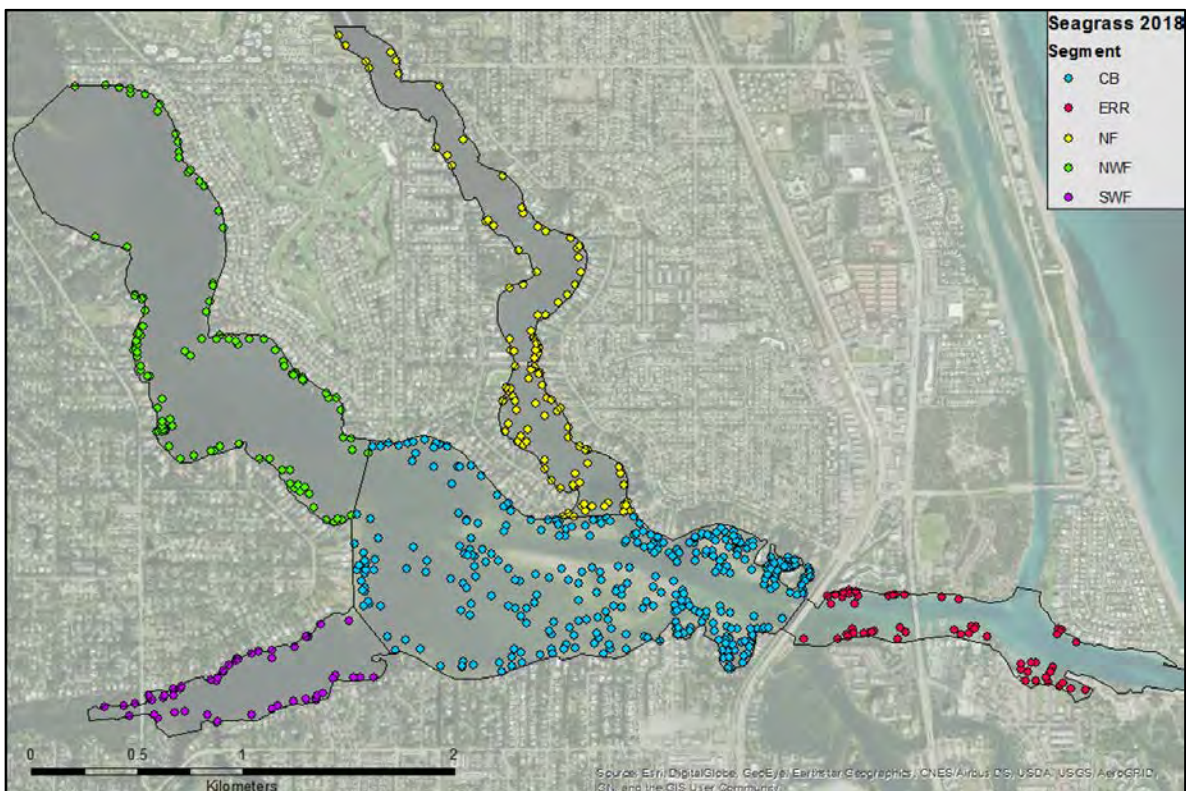 Seagrass 2018
Segment
CB
ERR
NF
NWF
SWF
0 0.5 1 2
Kilometers
Source: Esri, DigitalGlobe, GeoEye, Earthstar Geographics, CNES/Airbus DS, USDA, USGS, AeroGRID,
IGN, and the GIS User Community